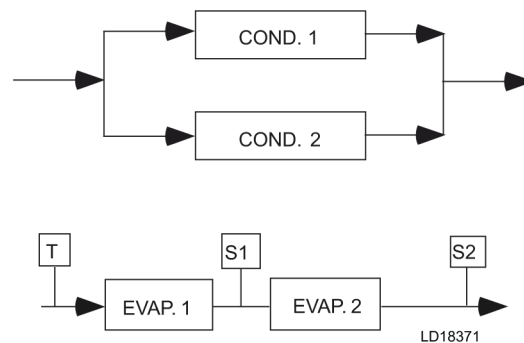 COND. 1
COND. 2
T
S1
S2
EVAP. 1
EVAP. 2
LD18371